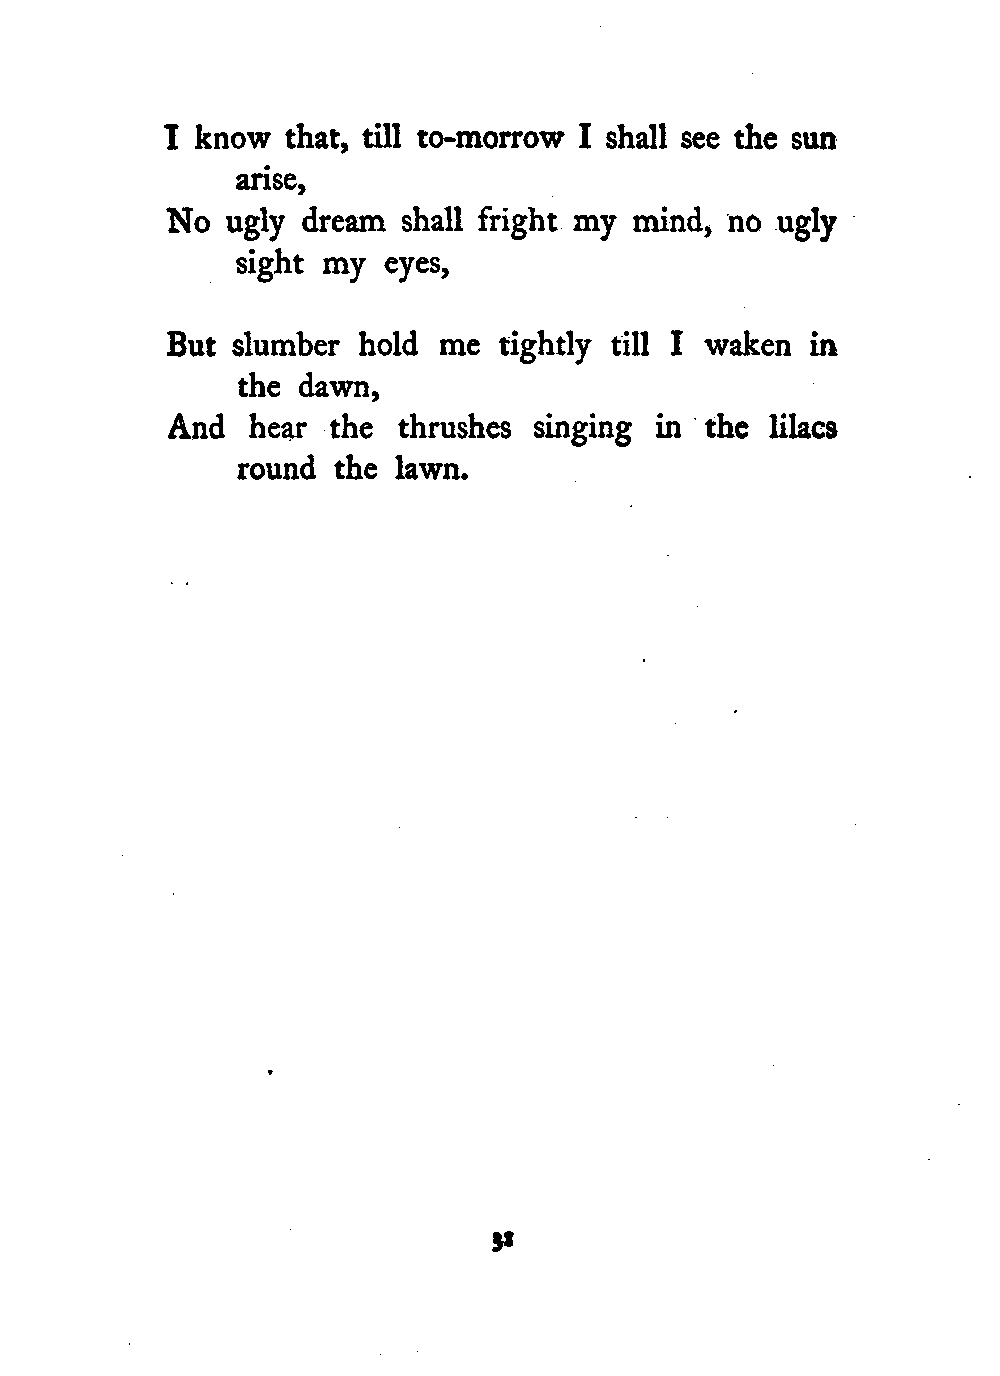 I know that, till to-morrow I shall see the sun
arise,
No ugly dream shall fright my mind, no ugly
sight my eyes,
But slumber hold me tightly till I waken in
the dawn,
And hear the thrushes singing in the lilacs
round the lawn.
31